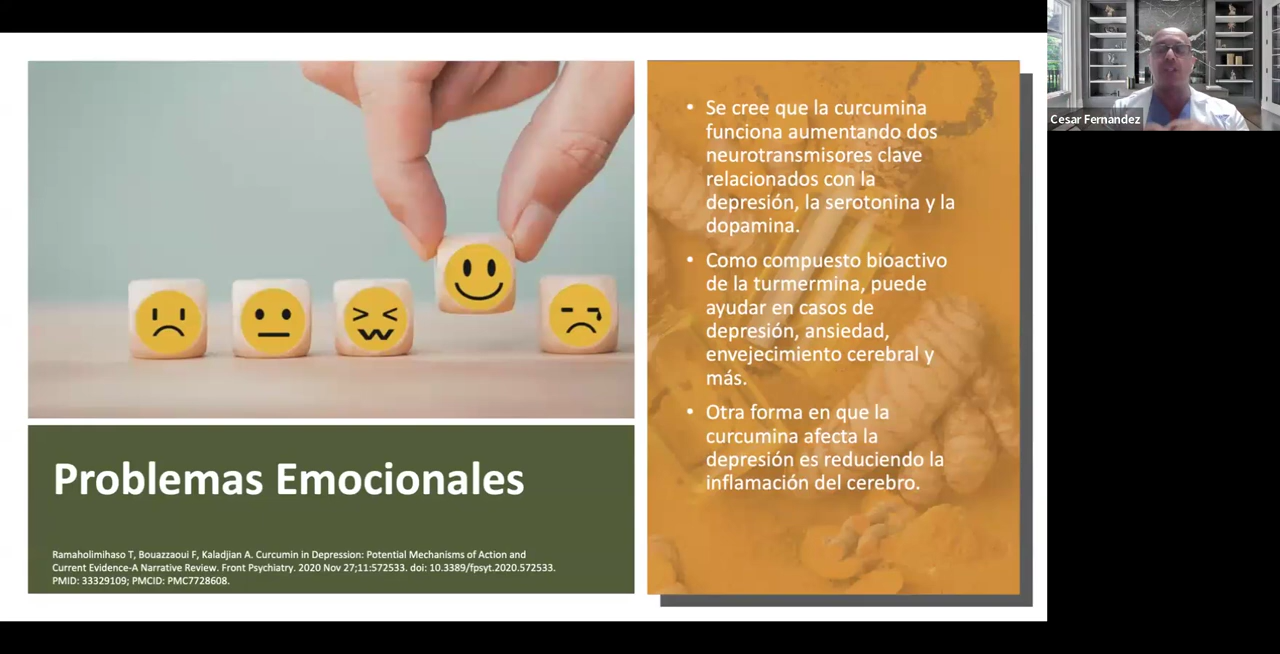 Cesar Fernandez
Problemas Emocionales
Ramaholimihaso T, Bouazzaoui F, Kaladjian A. Curcumin in Depression: Potential Mechanisms of Action and
Current Evidence-A Narrative Review. Front Psychiatry. 2020 Nov 27;11:572533. doi: 10.3389/fpsyt.2020.572533.
PMID: 33329109; PMCID: PMC7728608.
• Se cree que la curcumina
funciona aumentando dos
neurotransmisores clave
relacionados con la
depresión, la serotonina y la
dopamina.
• Como compuesto bioactivo
de la turmermina, puede
ayudar en casos de
depresión, ansiedad,
envejecimiento cerebral y
más.
• Otra forma en que la
curcumina afecta la
depresión es reduciendo la
inflamación del cerebro.